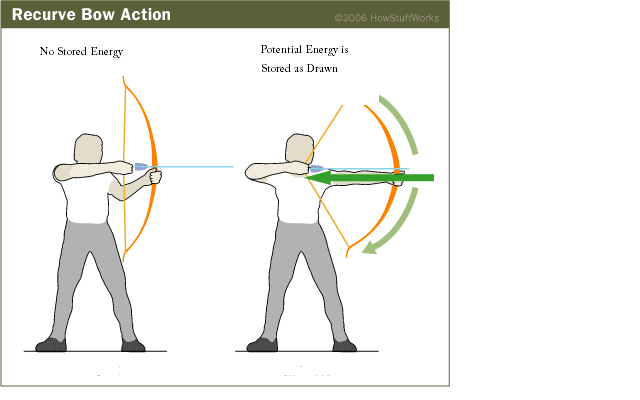 Recurve Bow Action
©2006 HowStuffWorks
No Stored Energy
Potential Energy is
Stored as Drawn